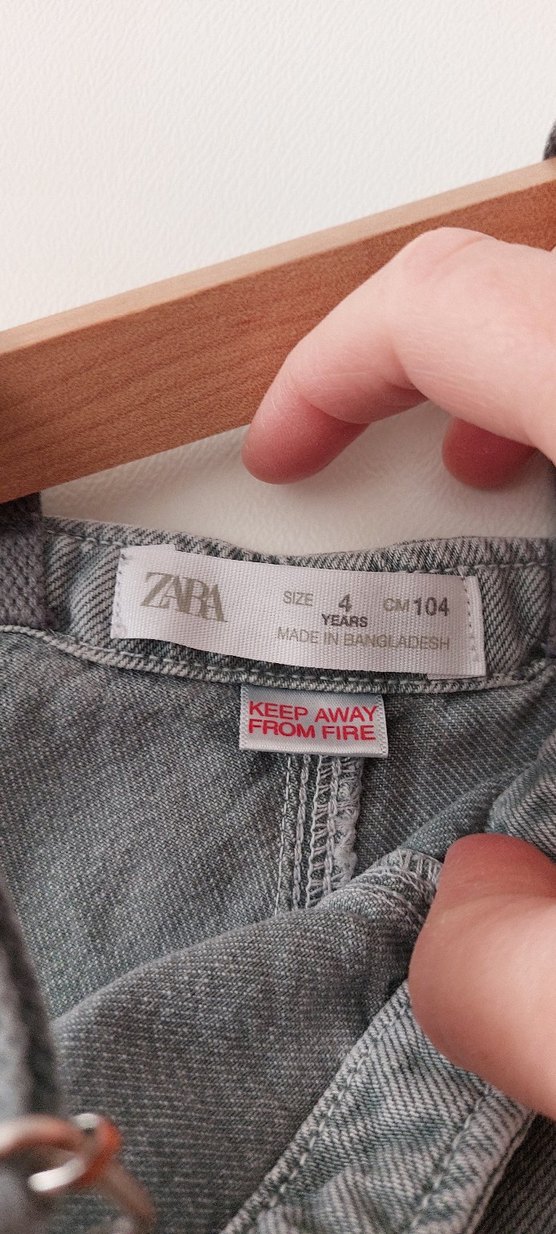 ZARA
SIZE 4 YEARS CM 104
MADE IN BANGLADESH
KEEP AWAY
FROM FIRE